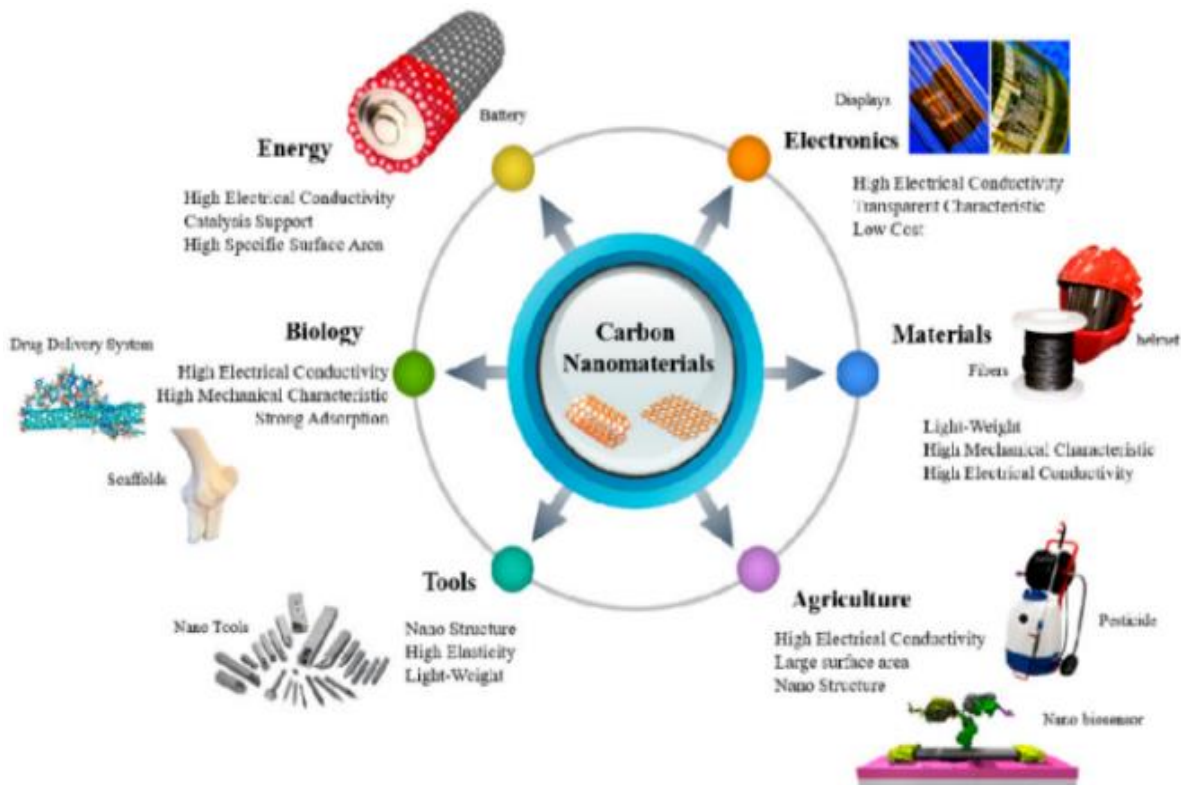 Battery
Energy
High Electrical Conductivity
Catalysis Support
High Specific Surface Area
Displays
Electronics
High Electrical Conductivity
Transparent Characteristic
Low Cost
Carbon
Nanomaterials
Biology
Drug Delivery System
High Electrical Conductivity
High Mechanical Characteristic
Strong Adsorption
Scaffolds
Materials
helmet
Fibers
Light-Weight
High Mechanical Characteristic
High Electrical Conductivity
Tools
Nano Tools
Nano Structure
High Elasticity
Light-Weight
Agriculture
High Electrical Conductivity
Large surface area
Nano Structure
Pesticide
Nano biosensor